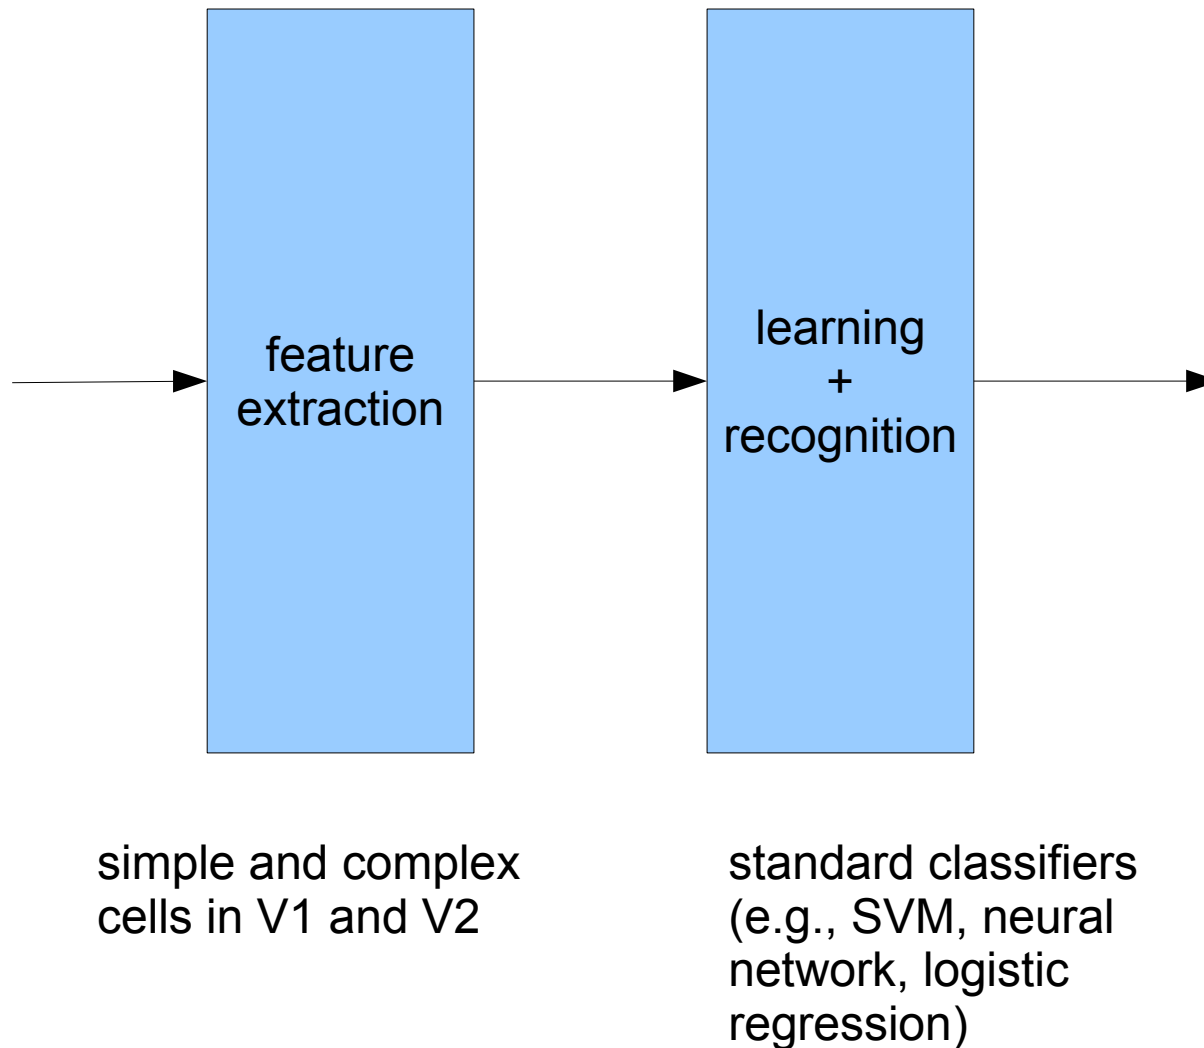 feature
extraction
learning
+
recognition
simple and complex
cells in V1 and V2
standard classifiers
(e.g., SVM, neural
network, logistic
regression)